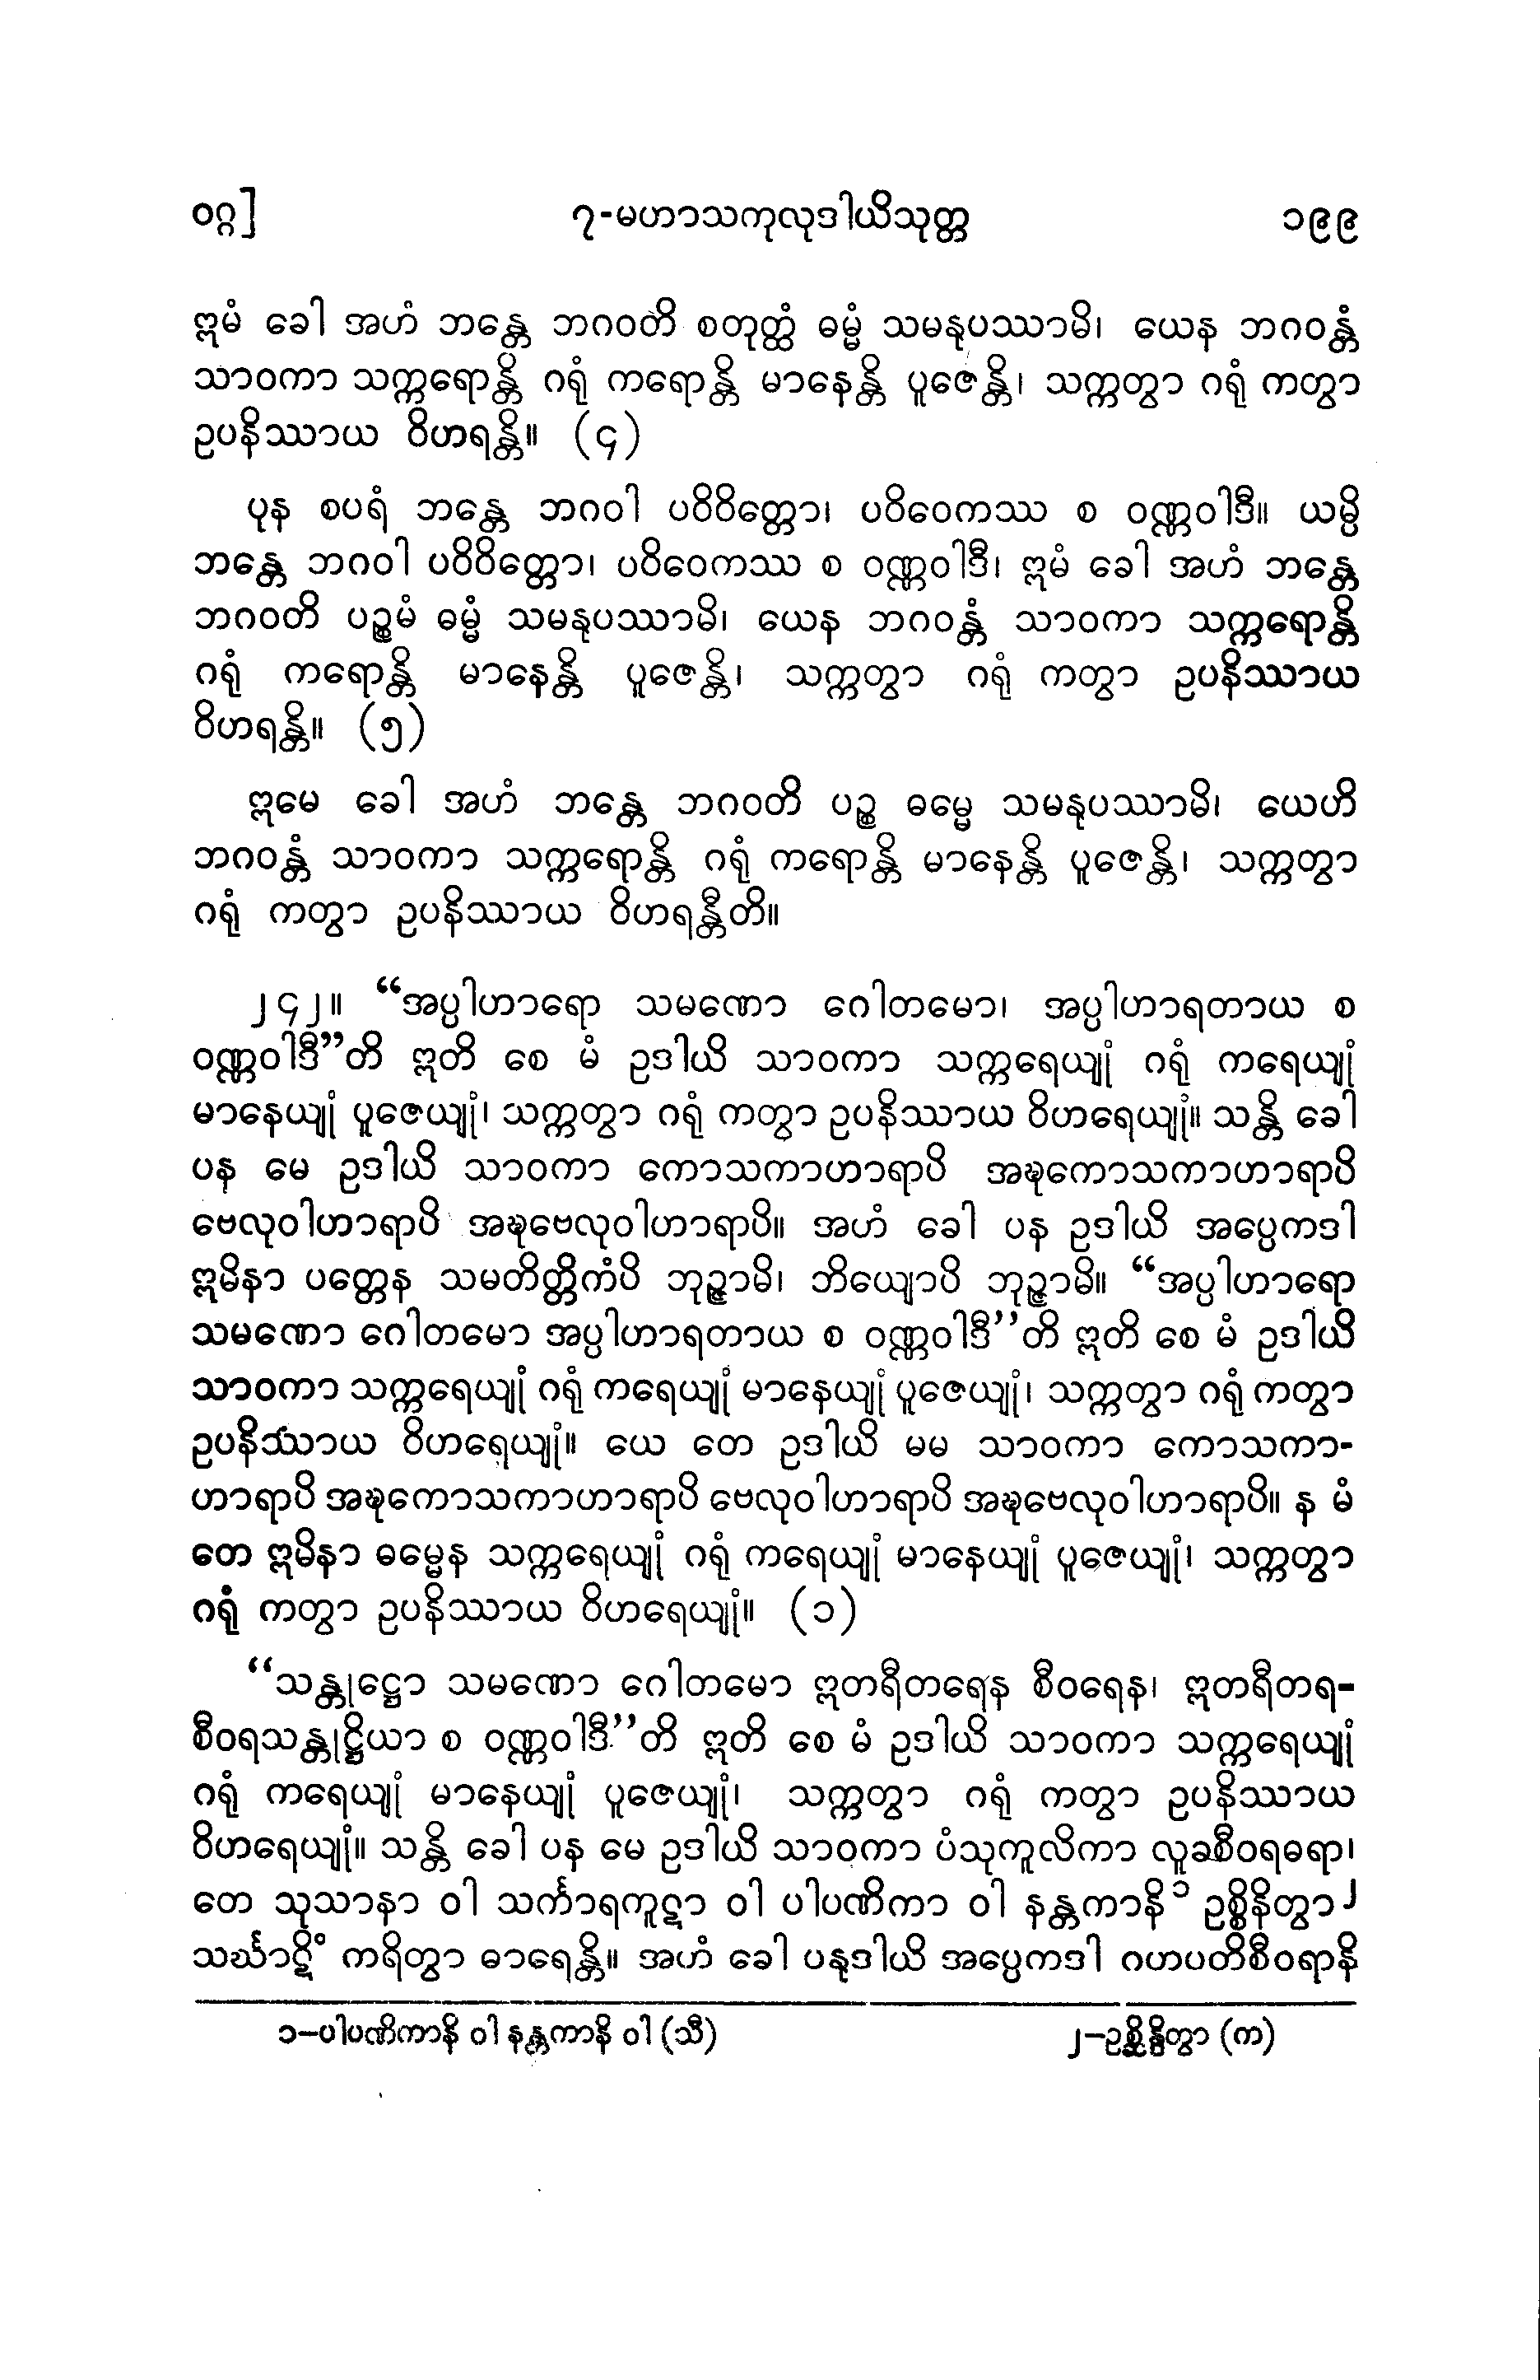 ဝဂ္ဂ]
၇-မဟာသကုလုဒါယိသုတ္တ
၁၉၉
ဣမံ ခေါ အဟံ ဘန္တေ ဘဂဝတိ စတုတ္ထံ ဓမ္မံ သမနုပဿာမိ၊ ယေန ဘဂဝန္တံ
သာဝကာ သက္ကရောန္တိ ဂရုံ ကရောန္တိ မာနေန္တိ ပူဇေန္တိ၊ သက္ကတွာ ဂရုံ ကတွာ
ဥပနိဿာယ ဝိဟရန္တိ။ (၄)
ပုန စပရံ ဘန္တေ ဘဂဝါ ပဝိဝိတ္တော၊ ပဝိဝေကဿ စ ဝဏ္ဏဝါဒီ။ ယမ္ပိ
ဘန္တေ ဘဂဝါ ပဝိဝိတ္တော၊ ပဝိဝေကဿ စ ဝဏ္ဏဝါဒီ၊ ဣမံ ခေါ အဟံ ဘန္တေ
ဘဂဝတိ ပဉ္စမံ ဓမ္မံ သမနုပဿာမိ၊ ယေန ဘဂဝန္တံ သာဝကာ သက္ကရောန္တိ
ဂရုံ ကရောန္တိ မာနေန္တိ ပူဇေန္တိ၊ သက္ကတွာ ဂရုံ ကတွာ ဥပနိဿာယ
ဝိဟရန္တိ။ (၅)
ဣမေ ခေါ အဟံ ဘန္တေ ဘဂဝတိ ပဉ္စ ဓမ္မေ သမနုပဿာမိ၊ ယေဟိ
ဘဂဝန္တံ သာဝကာ သက္ကရောန္တိ ဂရုံ ကရောန္တိ မာနေန္တိ ပူဇေန္တိ၊ သက္ကတွာ
ဂရုံ ကတွာ ဥပနိဿာယ ဝိဟရန္တီတိ။
၂၄၂။ “အပ္ပါဟာရော သမဏော ဂေါတမော၊ အပ္ပါဟာရတာယ စ
ဝဏ္ဏဝါဒီ”တိ ဣတိ စေ မံ ဥဒါယိ သာဝကာ သက္ကရေယျုံ ဂရုံ ကရေယျုံ
မာနေယျုံ ပူဇေယျုံ၊ သက္ကတွာ ဂရုံ ကတွာ ဥပနိဿာယ ဝိဟရေယျုံ။ သန္တိ ခေါ
ပန မေ ဥဒါယိ သာဝကာ ကောသကာဟာရာပိ အဍ္ဎကောသကာဟာရာပိ
ဗေလုဝါဟာရာပိ အဍ္ဎဗေလုဝါဟာရာပိ။ အဟံ ခေါ ပန ဥဒါယိ အပ္ပေကဒါ
ဣမိနာ ပတ္တေန သမတိတ္တိကံပိ ဘုဉ္ဇာမိ၊ ဘိယျောပိ ဘုဉ္ဇာမိ။ “အပ္ပါဟာရော
သမဏော ဂေါတမော အပ္ပါဟာရတာယ စ ဝဏ္ဏဝါဒီ”တိ ဣတိ စေ မံ ဥဒါယိ
သာဝကာ သက္ကရေယျုံ ဂရုံ ကရေယျုံ မာနေယျုံ ပူဇေယျုံ၊ သက္ကတွာ ဂရုံ ကတွာ
ဥပနိဿာယ ဝိဟရေယျုံ။ ယေ တေ ဥဒါယိ မမ သာဝကာ ကောသကာ-
ဟာရာပိ အဍ္ဎကောသကာဟာရာပိ ဗေလုဝါဟာရာပိ အဍ္ဎဗေလုဝါဟာရာပိ။ န မံ
တေ ဣမိနာ ဓမ္မေန သက္ကရေယျုံ ဂရုံ ကရေယျုံ မာနေယျုံ ပူဇေယျုံ၊ သက္ကတွာ
ဂရုံ ကတွာ ဥပနိဿာယ ဝိဟရေယျုံ။ (၁)
“သန္တုဋ္ဌော သမဏော ဂေါတမော ဣတရီတရေန စီဝရေန၊ ဣတရီတရ-
စီဝရသန္တုဋ္ဌိယာ စ ဝဏ္ဏဝါဒီ”တိ ဣတိ စေ မံ ဥဒါယိ သာဝကာ သက္ကရေယျုံ
ဂရုံ ကရေယျုံ မာနေယျုံ ပူဇေယျုံ၊ သက္ကတွာ ဂရုံ ကတွာ ဥပနိဿာယ
ဝိဟရေယျုံ။ သန္တိ ခေါ ပန မေ ဥဒါယိ သာဝကာ ပံသုကူလိကာ လူခစီဝရဓရာ၊
တေ သုသာနာ ဝါ သင်္ကာရကူဋာ ဝါ ပါပဏိကာ ဝါ နန္တကာနိ၁ ဥစ္စိနိတွာ၂
သင်္ဃာဋိံ ကရိတွာ ဓာရေန္တိ။ အဟံ ခေါ ပနုဒါယိ အပ္ပေကဒါ ဂဟပတိစီဝရာနိ
၁–ပါပဏိကာနိ ဝါ နန္တကာနိ ဝါ (သီ)
၂–ဥစ္ဆိန္ဒိတွာ (က)